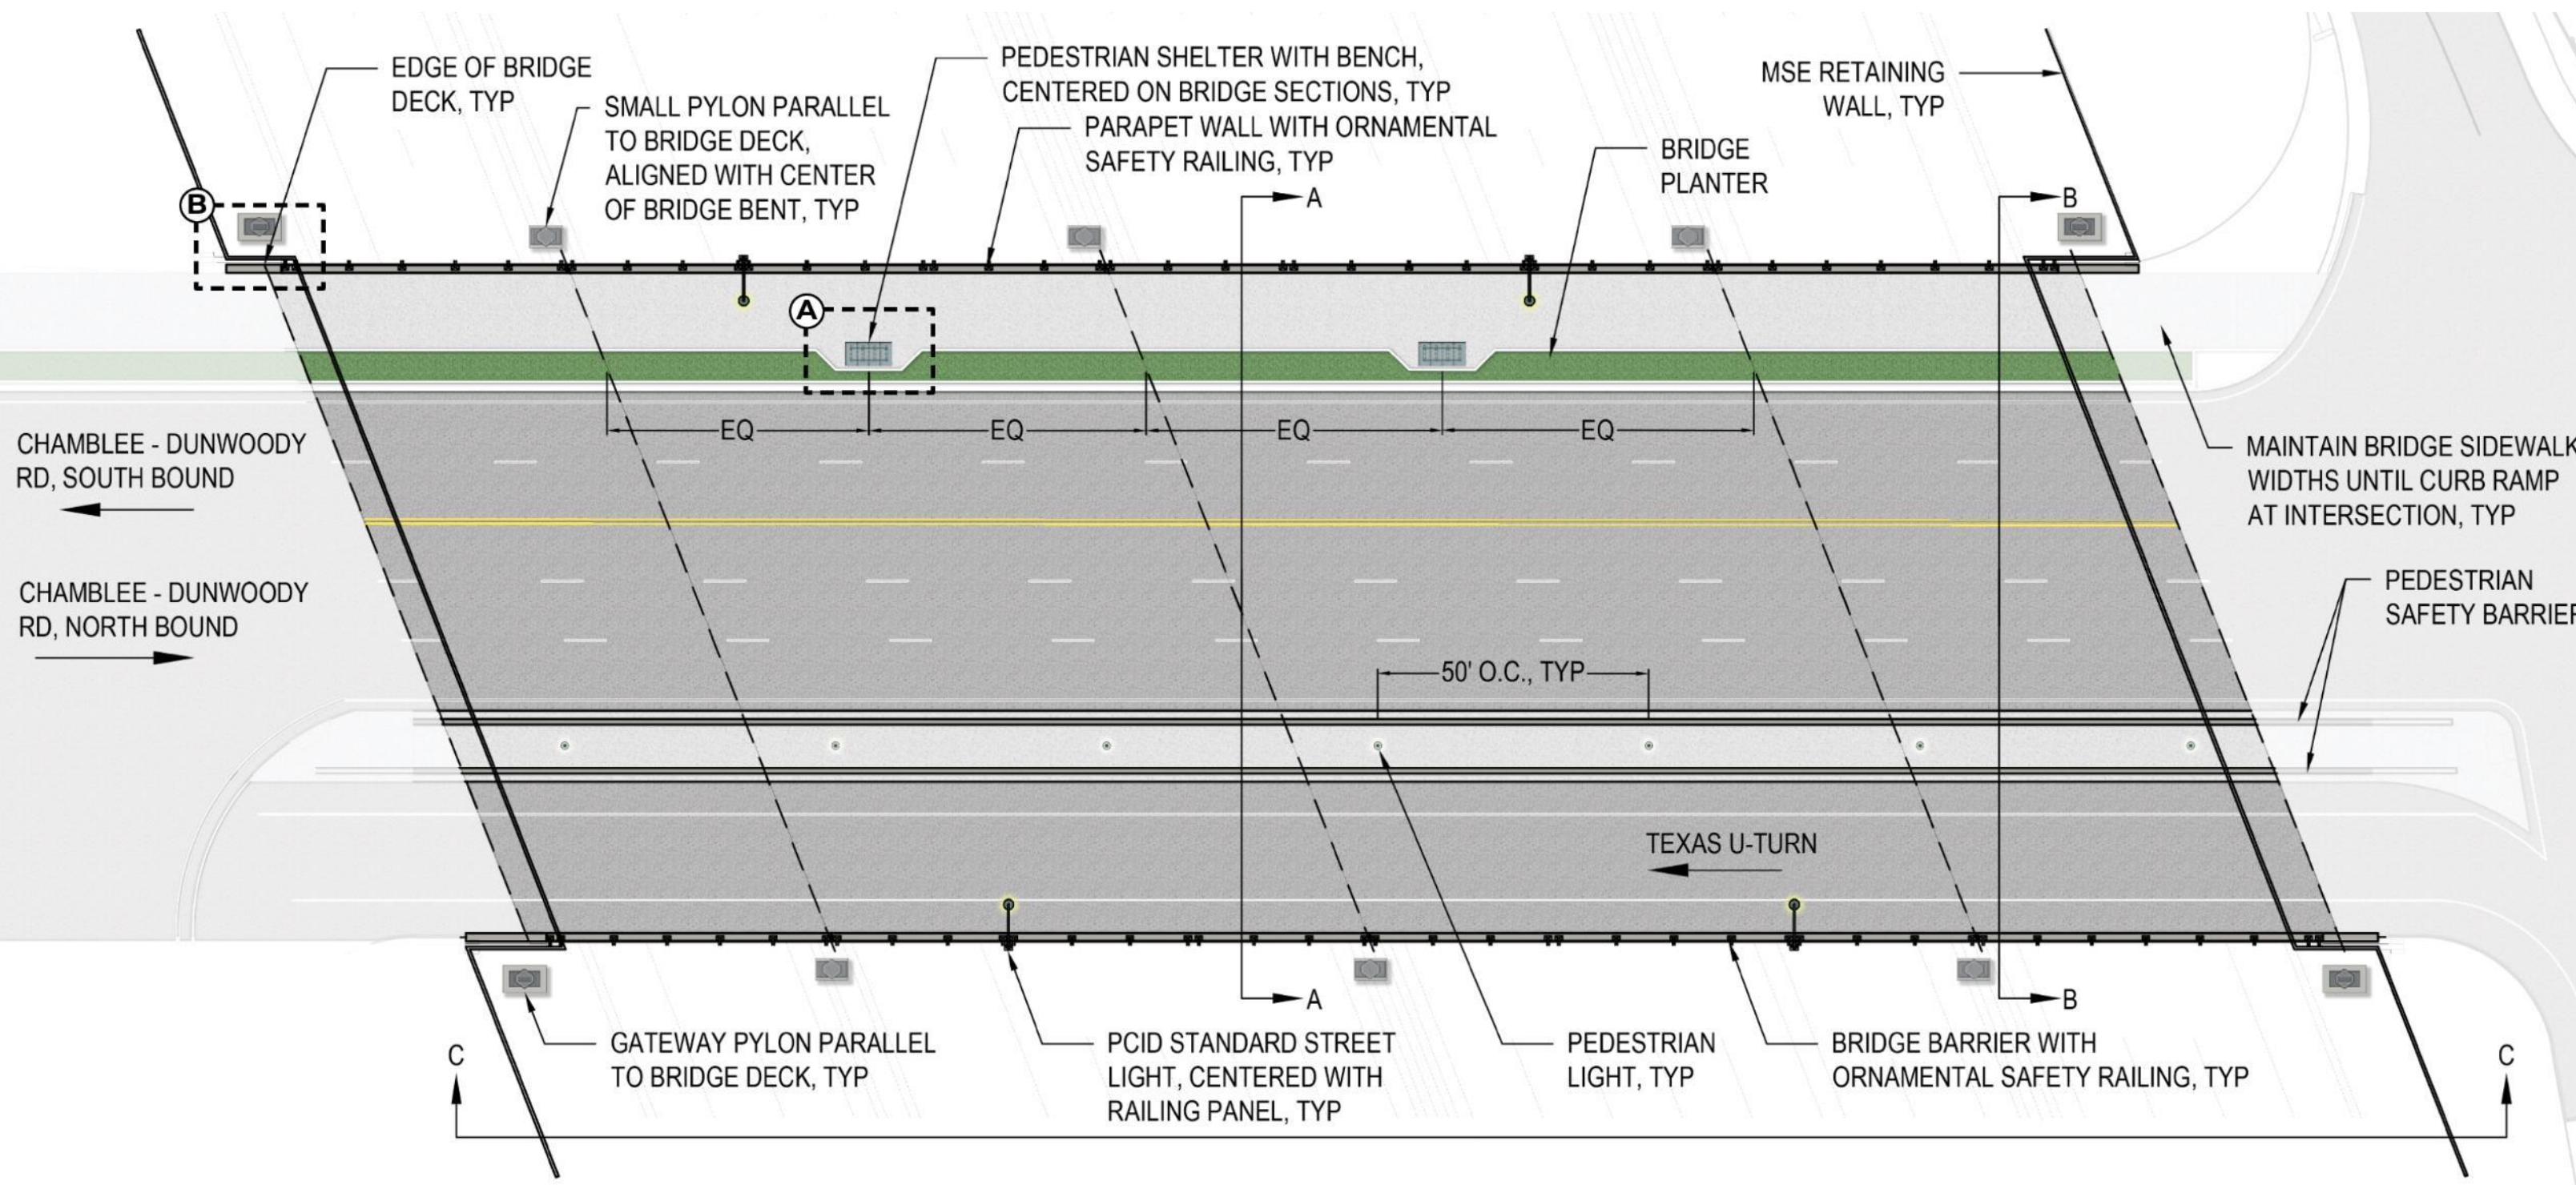 EDGE OF BRIDGE
DECK, TYP
SMALL PYLON PARALLEL
TO BRIDGE DECK,
ALIGNED WITH CENTER
OF BRIDGE BENT, TYP
PEDESTRIAN SHELTER WITH BENCH,
CENTERED ON BRIDGE SECTIONS, TYP
PARAPET WALL WITH ORNAMENTAL
SAFETY RAILING, TYP
BRIDGE
PLANTER
MSE RETAINING
WALL, TYP
B
A
B
A
EQ
EQ
EQ
EQ
CHAMBLEE - DUNWOODY
RD, SOUTH BOUND
CHAMBLEE - DUNWOODY
RD, NORTH BOUND
MAINTAIN BRIDGE SIDEWALK
WIDTHS UNTIL CURB RAMP
AT INTERSECTION, TYP
PEDESTRIAN
SAFETY BARRIER
50' O.C., TYP
TEXAS U-TURN
A
B
C
GATEWAY PYLON PARALLEL
TO BRIDGE DECK, TYP
PCID STANDARD STREET
LIGHT, CENTERED WITH
RAILING PANEL, TYP
PEDESTRIAN
LIGHT, TYP
BRIDGE BARRIER WITH
ORNAMENTAL SAFETY RAILING, TYP
C